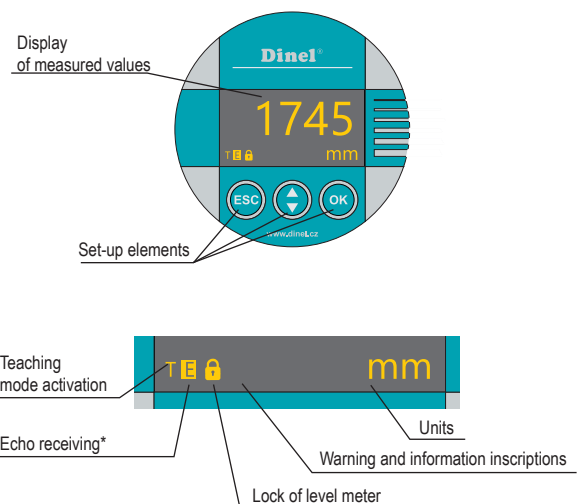 Display
of measured values
Dinel®
1745
T E mm
ESC OK
www.dinel.cz
Set-up elements
T E mm
Teaching
mode activation
Units
Echo receiving*
Warning and information inscriptions
Lock of level meter